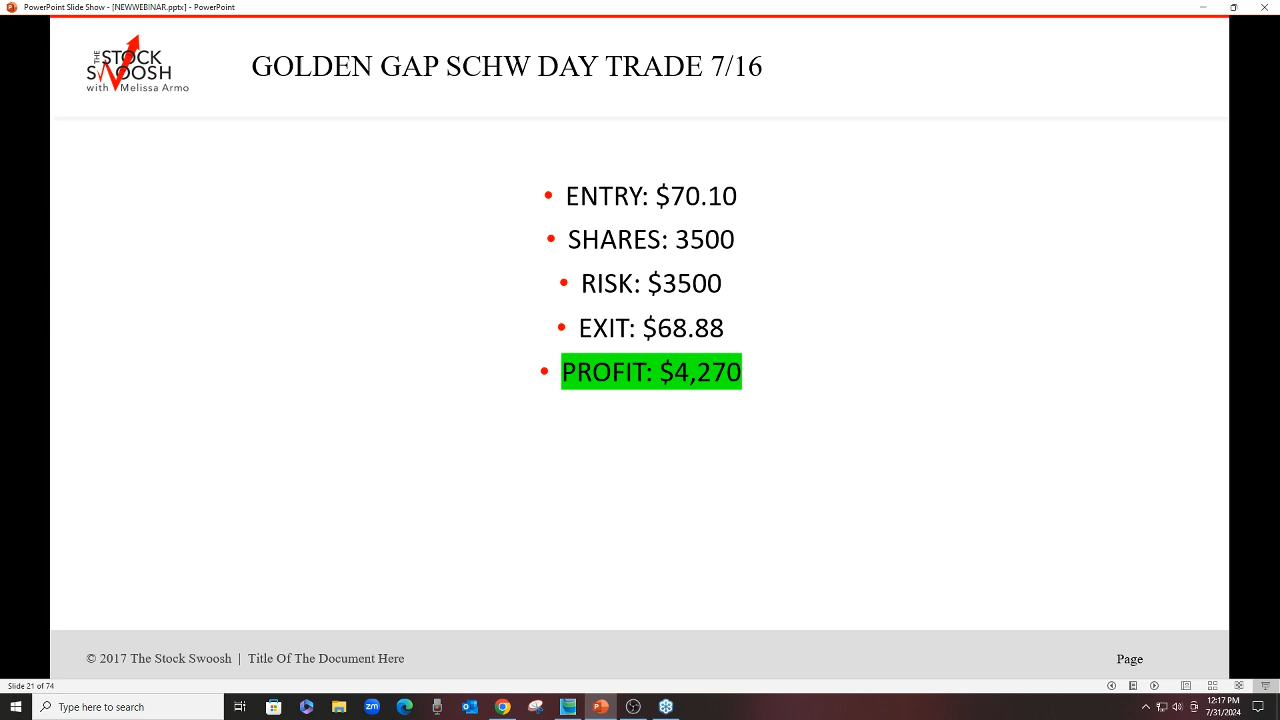 PowerPoint Slide Show - [NEWWEBINAR.pptx] - PowerPoint
THE
STOCK
SWOOSH
with Melissa Armo
GOLDEN GAP SCHW DAY TRADE 7/16
• ENTRY: $70.10
• SHARES: 3500
• RISK: $3500
• EXIT: $68.88
• PROFIT: $4,270
© 2017 The Stock Swoosh | Title Of The Document Here
Page
Slide 21 of 74
Type here to search
zm
12:17 PM
7/31/2024